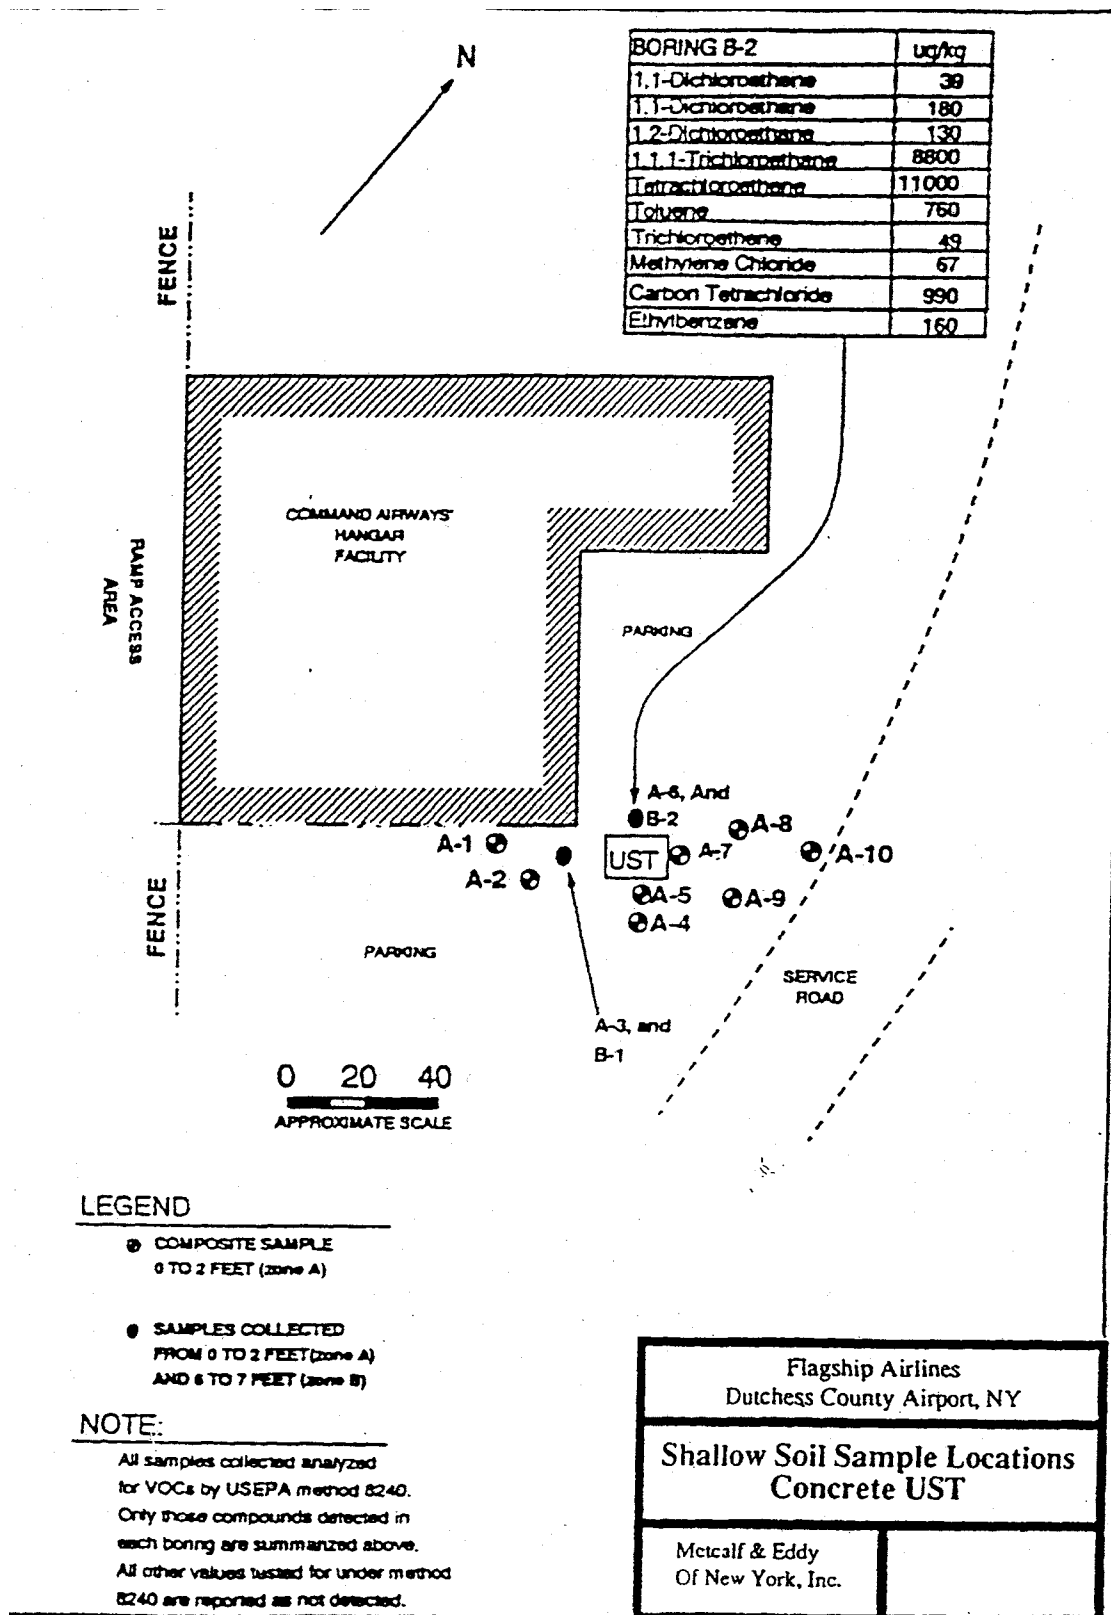 N
BORING B-2 ug/kg
1,1-Dichloroethene 39
1,1-Dichloroethane 180
1,2-Dichloroethane 130
1,1,1-Trichloroethane 8800
Tetrachloroethene 11000
Toluene 760
Trichloroethene 49
Methylene Chloride 67
Carbon Tetrachloride 990
Ethylbenzene 160
FENCE
COMMAND AIRWAYS'
HANGAR
FACILITY
RAMP ACCESS
AREA
PARKING
A-6, And
B-2
A-8
A-1
UST
A-7
A-10
A-2
A-5
A-9
A-4
FENCE
PARKING
SERVICE
ROAD
A-3, and
B-1
0 20 40
APPROXIMATE SCALE
LEGEND
COMPOSITE SAMPLE
0 TO 2 FEET (zone A)
SAMPLES COLLECTED
FROM 0 TO 2 FEET(zone A)
AND 6 TO 7 FEET (zone B)
NOTE:
All samples collected analyzed
for VOCs by USEPA method 8240.
Only those compounds detected in
each boring are summarized above.
All other values tested for under method
8240 are reported as not detected.
Flagship Airlines
Dutchess County Airport, NY
Shallow Soil Sample Locations
Concrete UST
Metcalf & Eddy
Of New York, Inc.